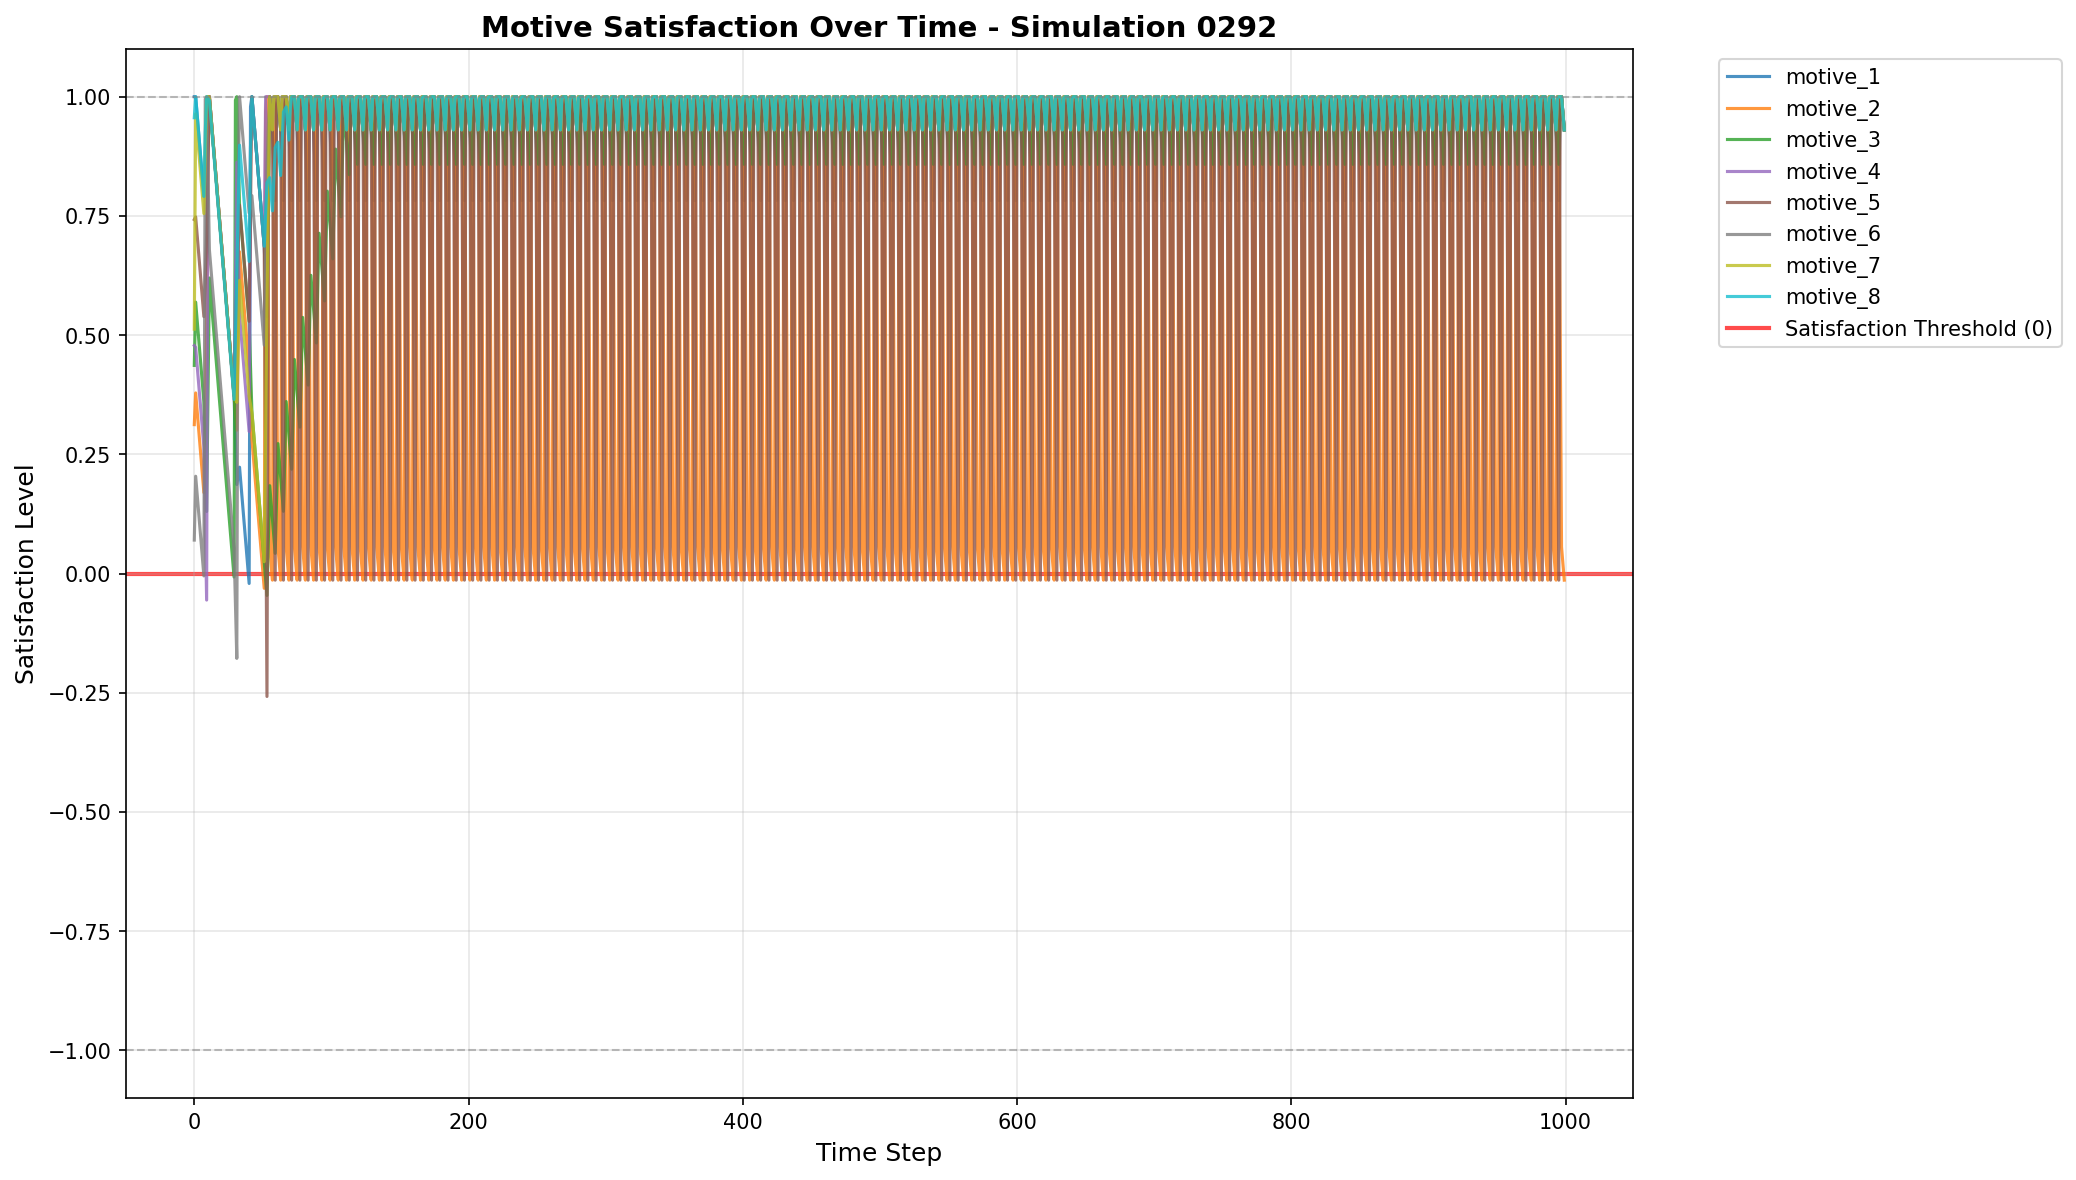 Motive Satisfaction Over Time - Simulation 0292
Satisfaction Level
1.00
0.75
0.50
0.25
0.00
−0.25
−0.50
−0.75
−1.00
0
200
400
600
800
1000
Time Step
motive_1
motive_2
motive_3
motive_4
motive_5
motive_6
motive_7
motive_8
Satisfaction Threshold (0)